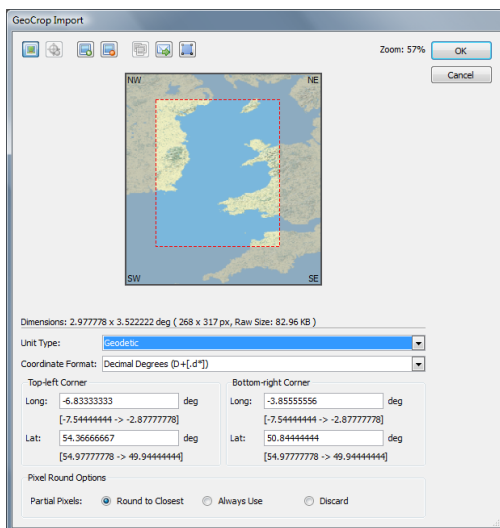 GeoCrop Import
Zoom: 57%
OK
Cancel
NW
NE
SW
SE
Dimensions: 2.977778 x 3.522222 deg ( 268 x 317 px, Raw Size: 82.96 KB )
Unit Type: Geodetic
Coordinate Format: Decimal Degrees (D+[.d*])
Top-left Corner
Long: -6.83333333 deg
[-7.54444444 -> -2.87777778]
Lat: 54.36666667 deg
[54.97777778 -> 49.94444444]
Bottom-right Corner
Long: -3.85555556 deg
[-7.54444444 -> -2.87777778]
Lat: 50.84444444 deg
[54.97777778 -> 49.94444444]
Pixel Round Options
Partial Pixels: Round to Closest Always Use Discard